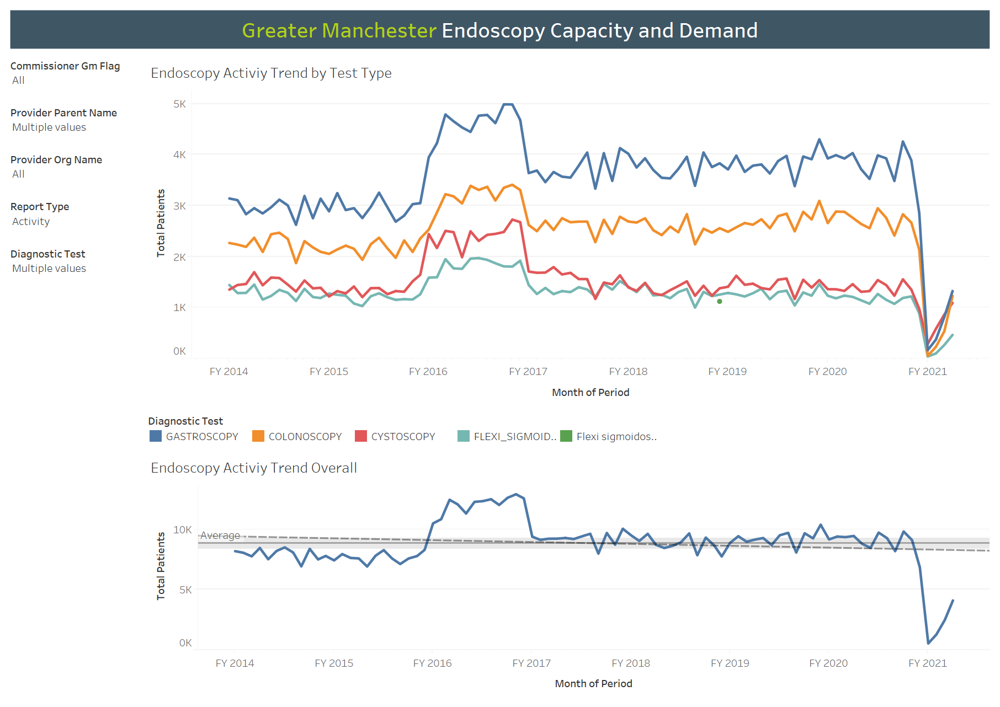 Greater Manchester Endoscopy Capacity and Demand
Commissioner Gm Flag
All
Provider Parent Name
Multiple values
Provider Org Name
All
Report Type
Activity
Diagnostic Test
Multiple values
Endoscopy Activiy Trend by Test Type
5K
4K
3K
2K
1K
0K
Total Patients
FY 2014 FY 2015 FY 2016 FY 2017 FY 2018 FY 2019 FY 2020 FY 2021
Month of Period
Diagnostic Test
GASTROSCOPY COLONOSCOPY CYSTOSCOPY FLEXI_SIGMOID.. Flexi sigmoidos..
Endoscopy Activiy Trend Overall
10K
5K
0K
Average
Total Patients
FY 2014 FY 2015 FY 2016 FY 2017 FY 2018 FY 2019 FY 2020 FY 2021
Month of Period